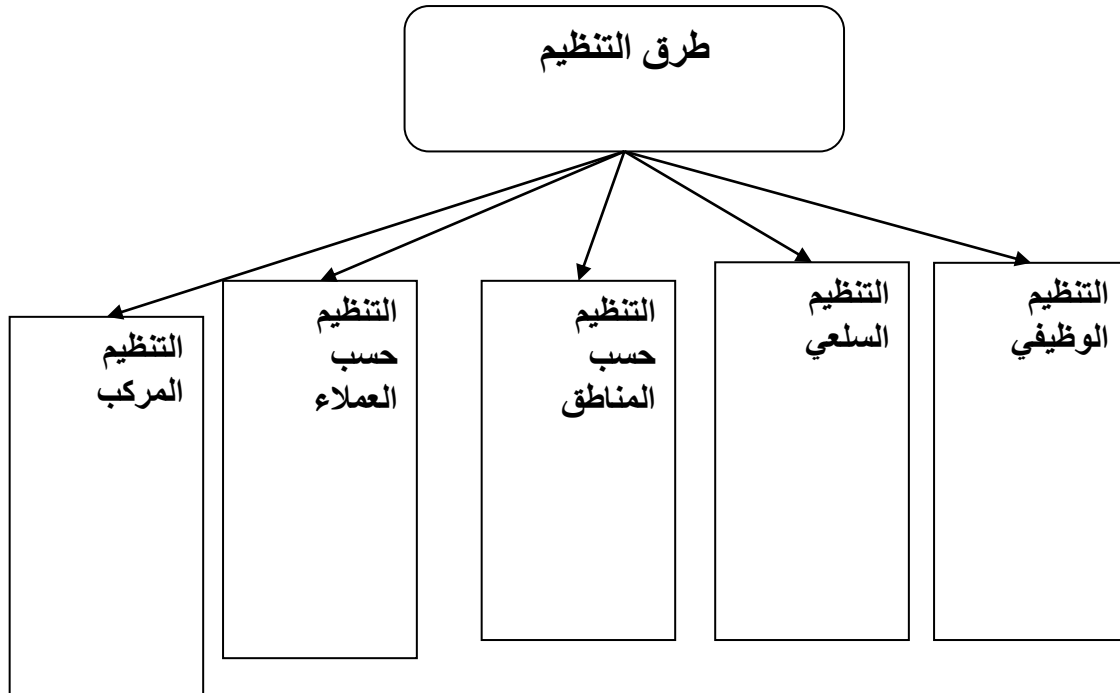 طرق التنظيم
التنظيم
الوظيفي
التنظيم
السلعي
التنظيم
حسب
المناطق
التنظيم
حسب
العملاء
التنظيم
المركب